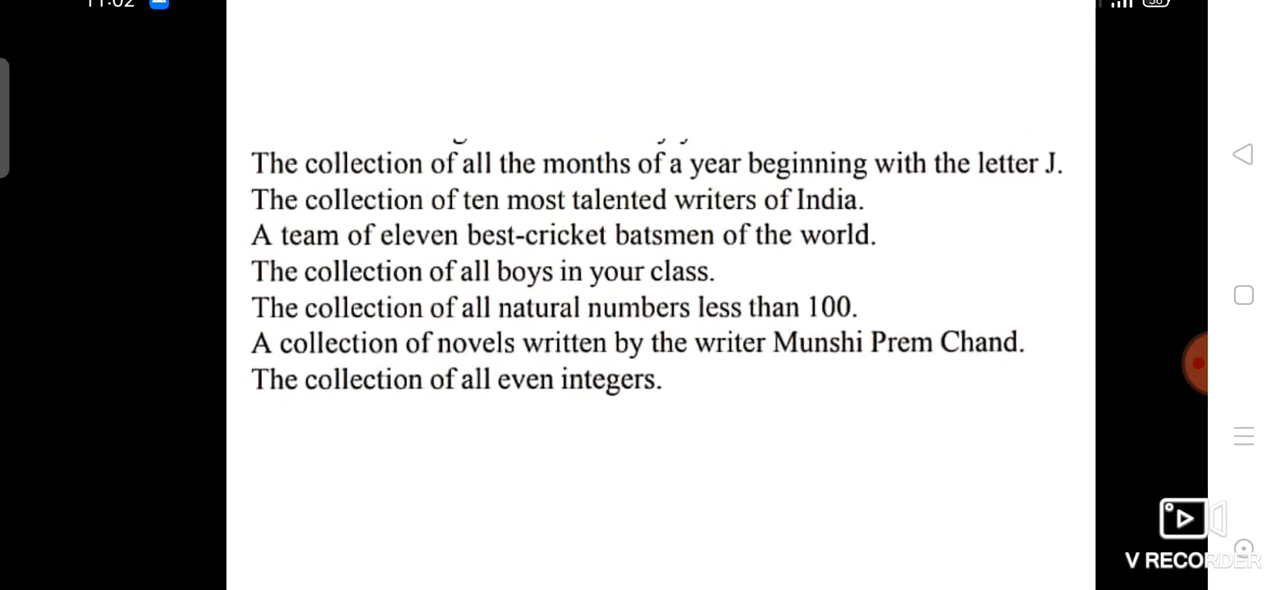 11:02
56
The collection of all the months of a year beginning with the letter J.
The collection of ten most talented writers of India.
A team of eleven best-cricket batsmen of the world.
The collection of all boys in your class.
The collection of all natural numbers less than 100.
A collection of novels written by the writer Munshi Prem Chand.
The collection of all even integers.
V RECORDER